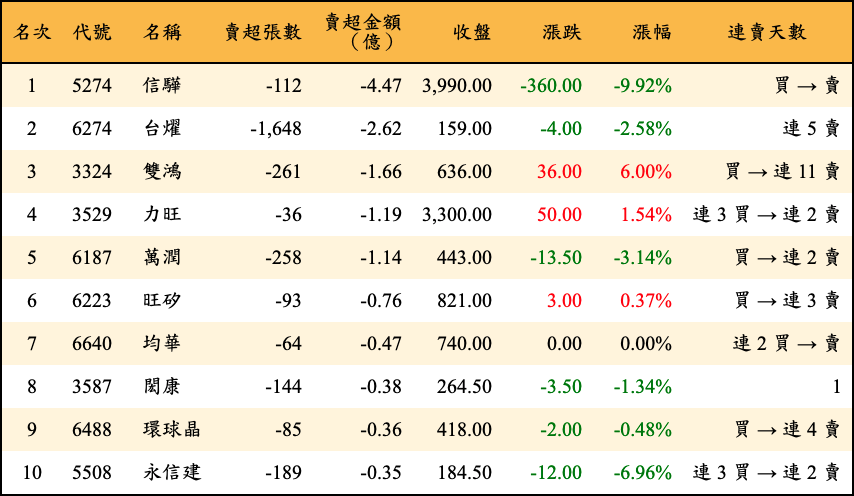 名次 代號 名稱 賣超張數 賣超金額（億） 收盤 漲跌 漲幅 連賣天數
1 5274 信驊 -112 -4.47 3,990.00 -360.00 -9.92% 買 → 賣
2 6274 台燿 -1,648 -2.62 159.00 -4.00 -2.58% 連 5 賣
3 3324 雙鴻 -261 -1.66 636.00 36.00 6.00% 買 → 連 11 賣
4 3529 力旺 -36 -1.19 3,300.00 50.00 1.54% 連 3 買 → 連 2 賣
5 6187 萬潤 -258 -1.14 443.00 -13.50 -3.14% 買 → 連 2 賣
6 6223 旺矽 -93 -0.76 821.00 3.00 0.37% 買 → 連 3 賣
7 6640 均華 -64 -0.47 740.00 0.00 0.00% 連 2 買 → 賣
8 3587 閎康 -144 -0.38 264.50 -3.50 -1.34% 1
9 6488 環球晶 -85 -0.36 418.00 -2.00 -0.48% 買 → 連 4 賣
10 5508 永信建 -189 -0.35 184.50 -12.00 -6.96% 連 3 買 → 連 2 賣